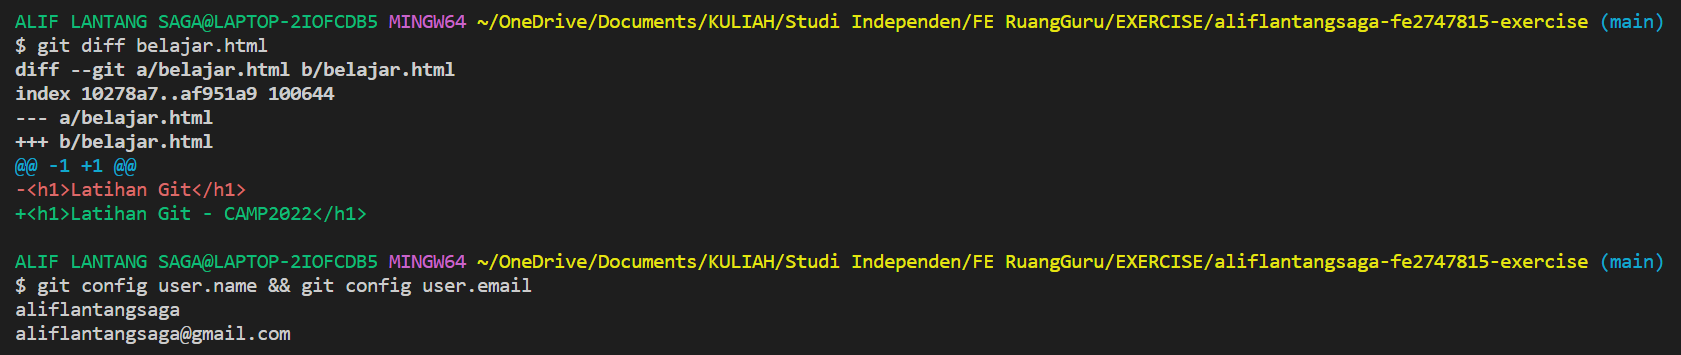 ALIF LANTANG SAGA@LAPTOP-2IOFCDB5 MINGW64 ~/OneDrive/Documents/KULIAH/Studi Independen/FE RuangGuru/EXERCISE/aliflantangsaga-fe2747815-exercise (main)
$ git diff belajar.html
diff --git a/belajar.html b/belajar.html
index 10278a7..af951a9 100644
--- a/belajar.html
+++ b/belajar.html
@@ -1 +1 @@
-<h1>Latihan Git</h1>
+<h1>Latihan Git - CAMP2022</h1>
ALIF LANTANG SAGA@LAPTOP-2IOFCDB5 MINGW64 ~/OneDrive/Documents/KULIAH/Studi Independen/FE RuangGuru/EXERCISE/aliflantangsaga-fe2747815-exercise (main)
$ git config user.name && git config user.email
aliflantangsaga
aliflantangsaga@gmail.com